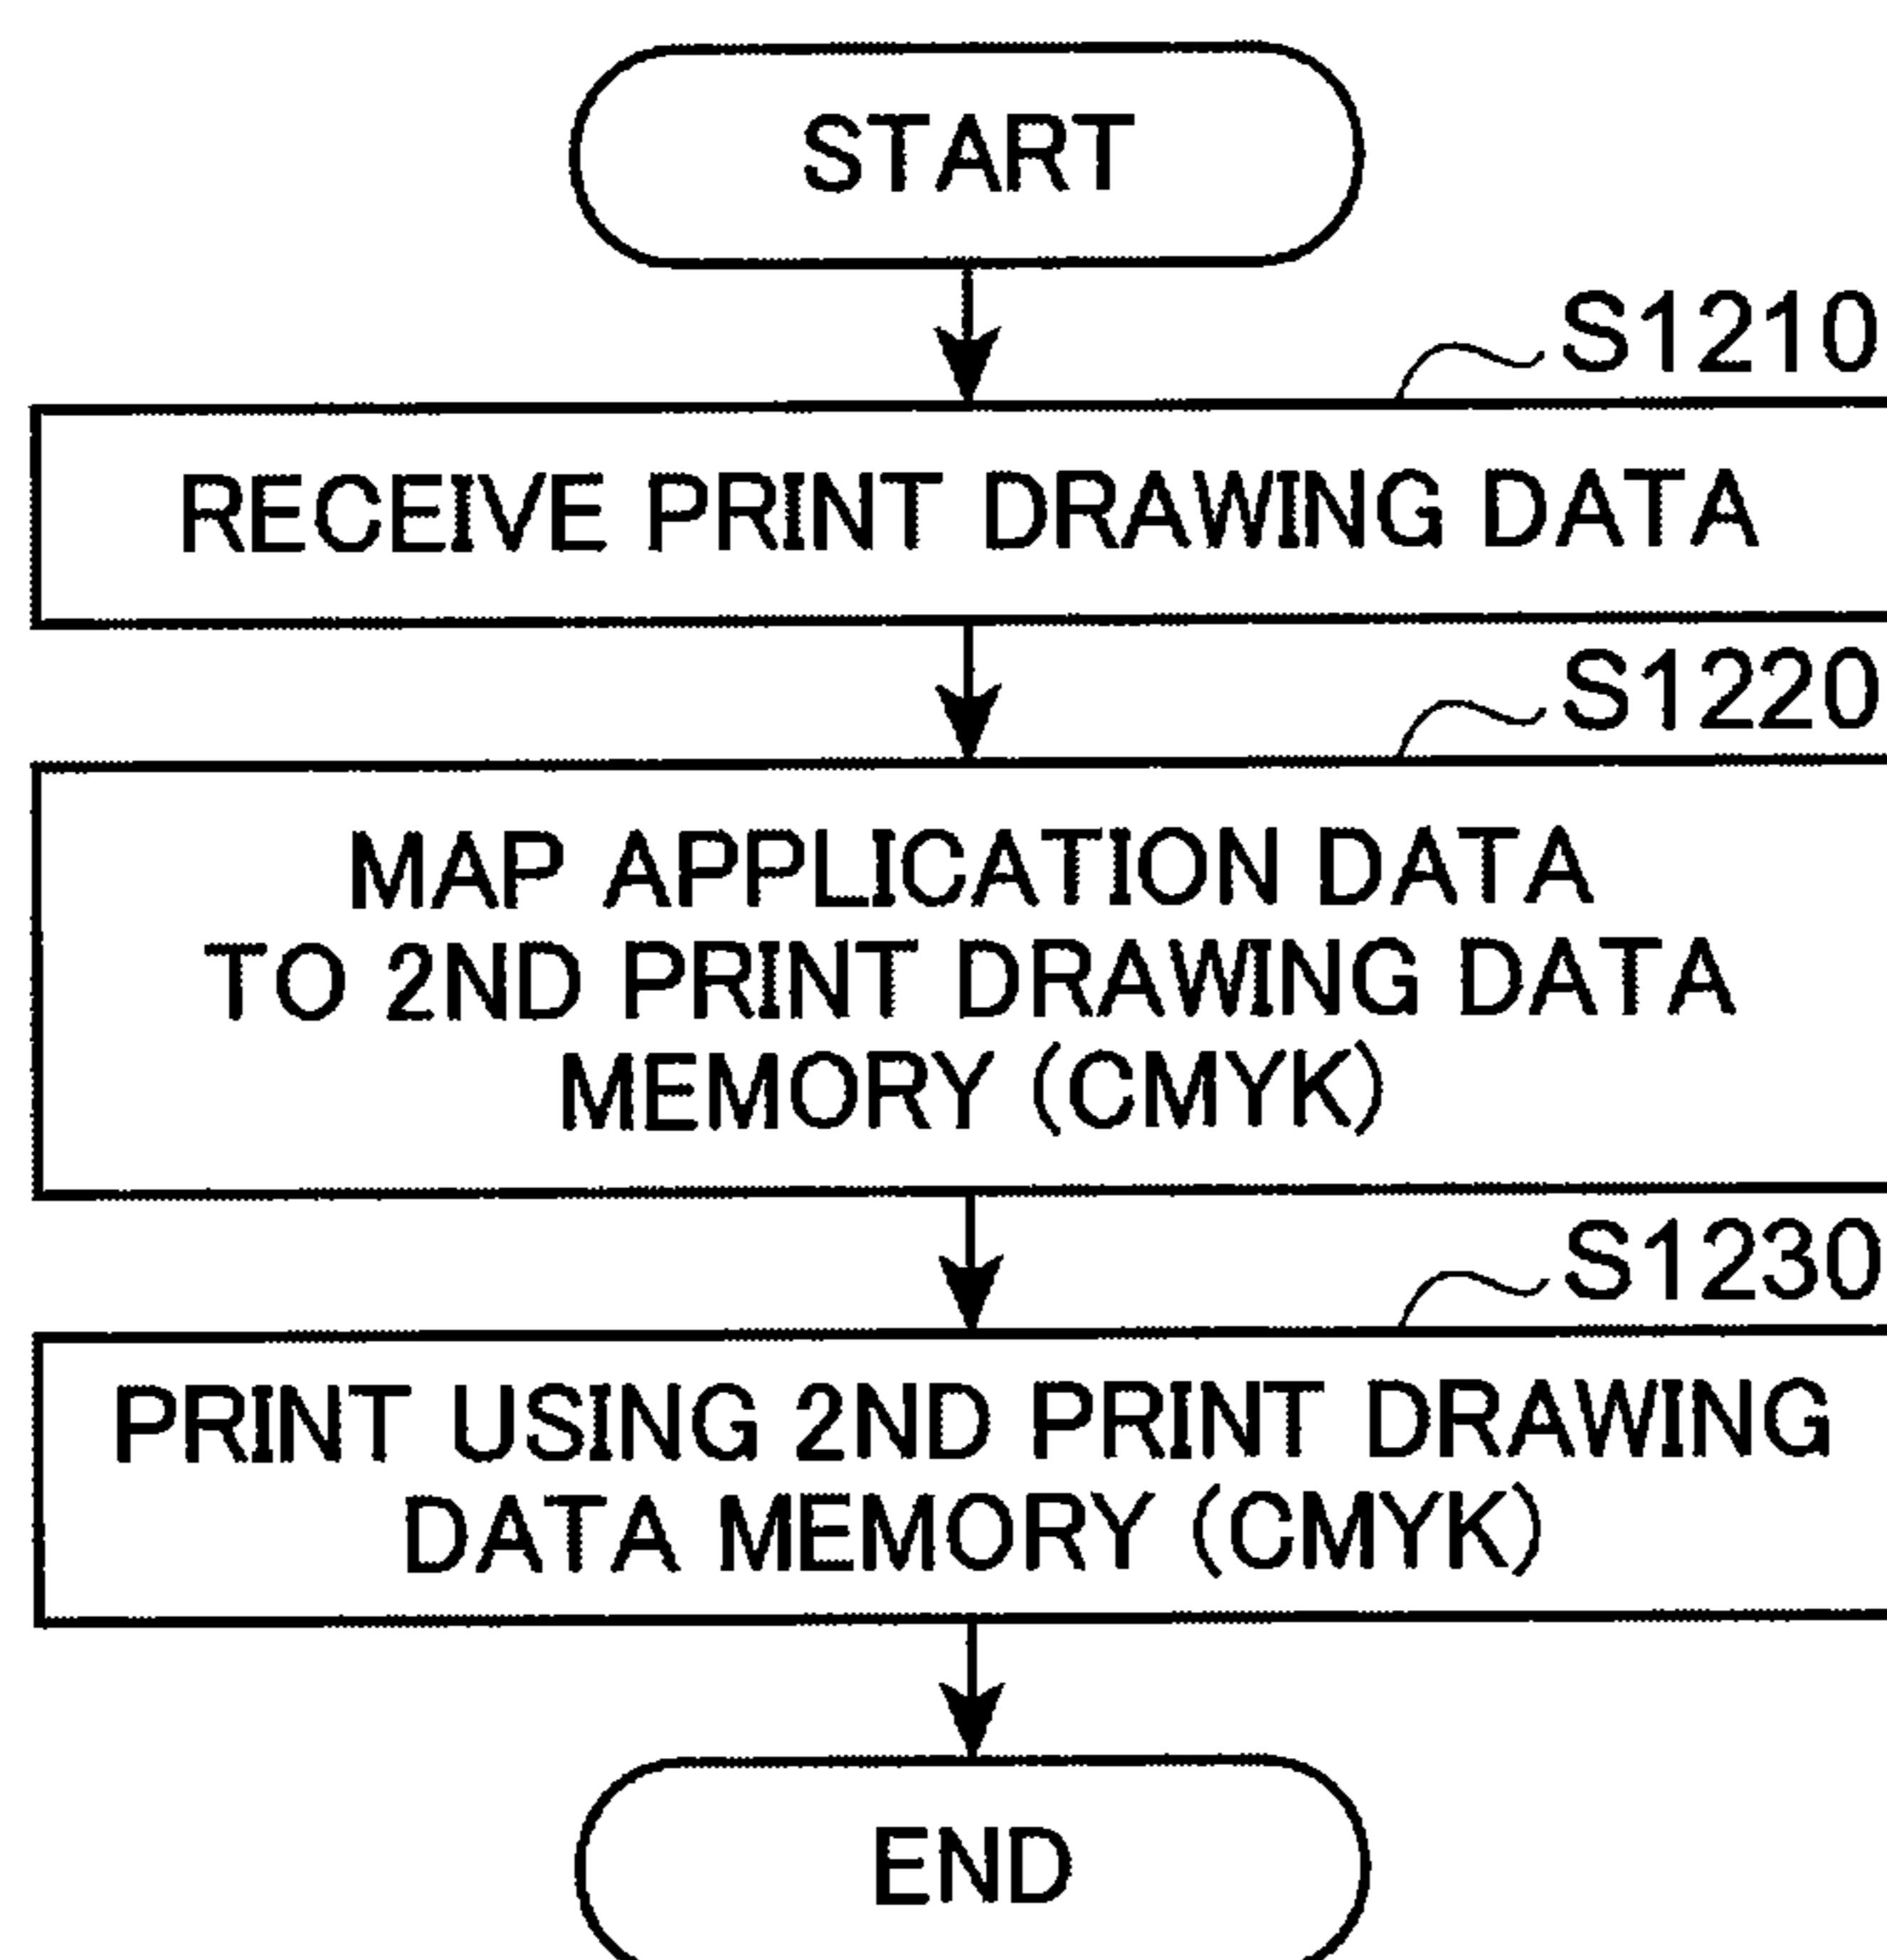 START
S1210
RECEIVE PRINT DRAWING DATA
S1220
MAP APPLICATION DATA
TO 2ND PRINT DRAWING DATA
MEMORY (CMYK)
S1230
PRINT USING 2ND PRINT DRAWING
DATA MEMORY (CMYK)
END